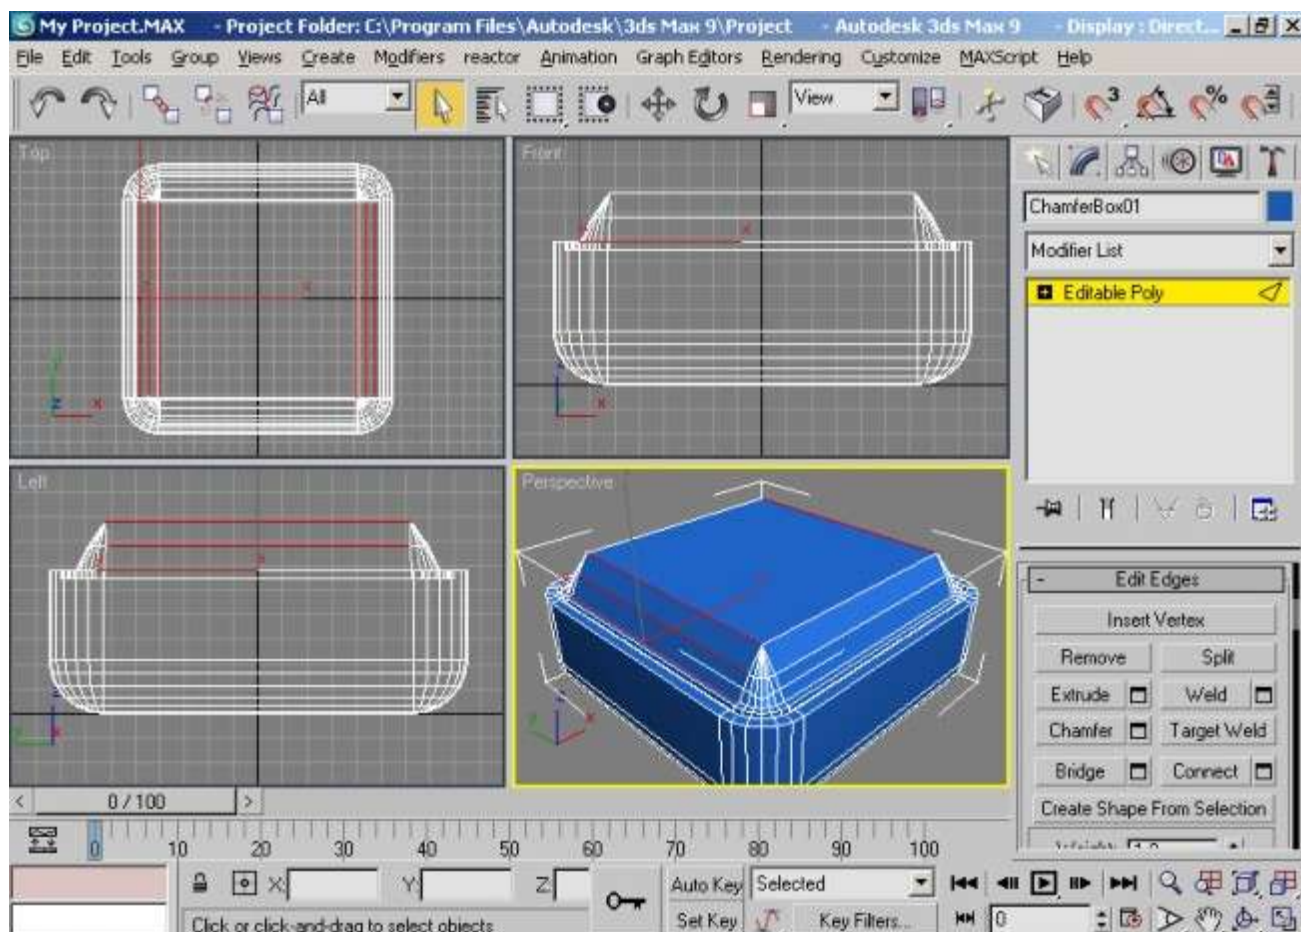 My Project.MAX - Project Folder: C:\Program Files\Autodesk\3ds Max 9\Project - Autodesk 3ds Max 9 - Display : Direct...
File Edit Tools Group Views Create Modifiers reactor Animation Graph Editors Rendering Customize MAXScript Help
All View 3 %
Top Front
ChamferBox01
Modifier List
Editable Poly
Left Perspective
Edit Edges
Insert Vertex
Remove Split
Extrude Weld
Chamfer Target Weld
Bridge Connect
Create Shape From Selection
< 0 / 100 >
0 10 20 30 40 50 60 70 80 90 100
X: Y: Z: Auto Key Selected
Click or click-and-drag to select objects Set Key Key Filters... 0